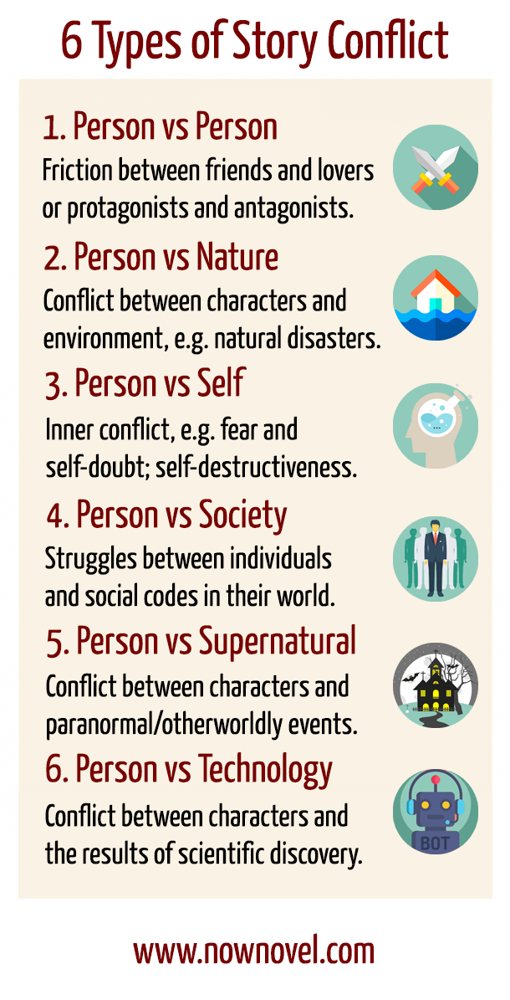 6 Types of Story Conflict
1. Person vs Person
Friction between friends and lovers
or protagonists and antagonists.
2. Person vs Nature
Conflict between characters and
environment, e.g. natural disasters.
3. Person vs Self
Inner conflict, e.g. fear and
self-doubt; self-destructiveness.
4. Person vs Society
Struggles between individuals
and social codes in their world.
5. Person vs Supernatural
Conflict between characters and
paranormal/otherworldly events.
6. Person vs Technology
Conflict between characters and
the results of scientific discovery.
BOT
www.nownovel.com